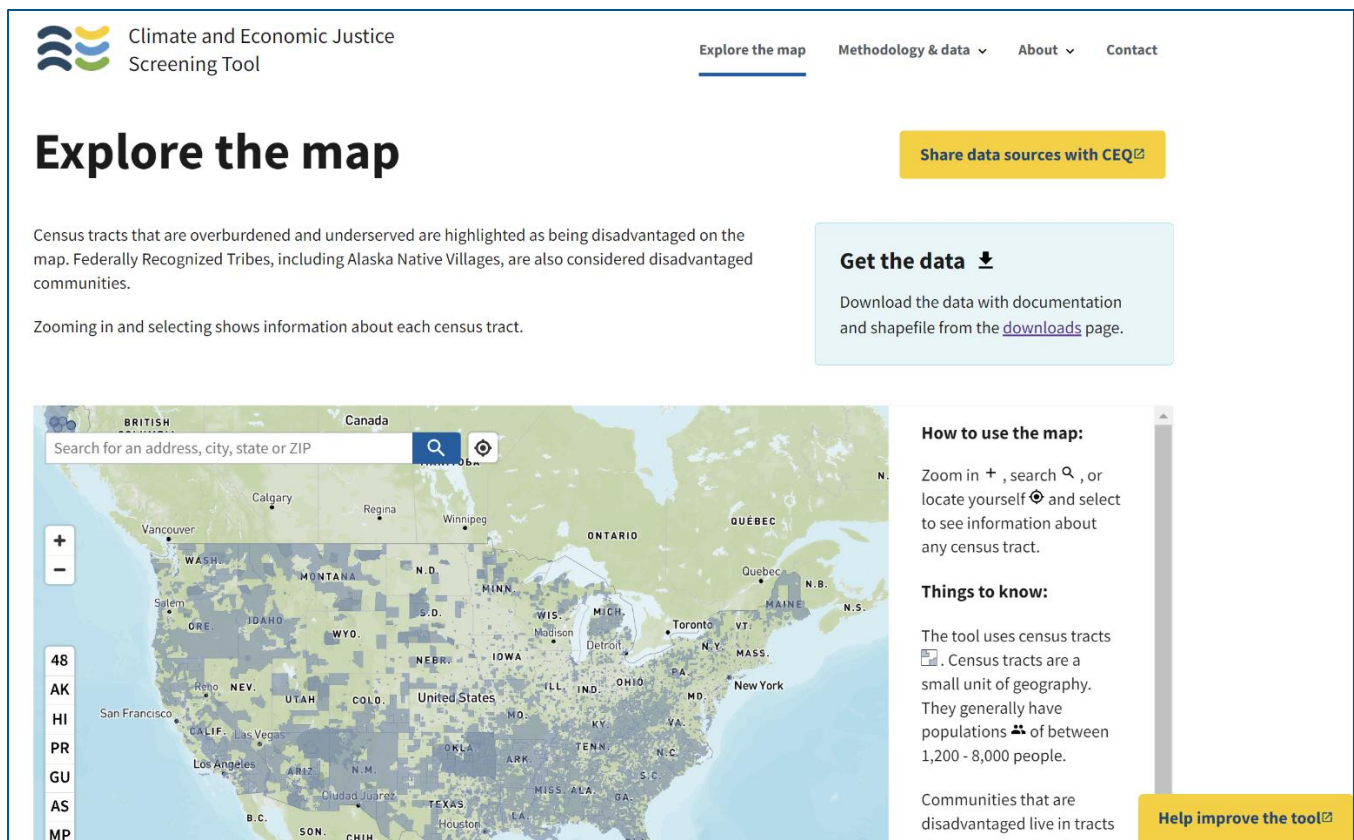 Climate and Economic Justice
Screening Tool
Explore the map
Methodology & data
About
Contact
Explore the map
Share data sources with CEQ
Census tracts that are overburdened and underserved are highlighted as being disadvantaged on the
map. Federally Recognized Tribes, including Alaska Native Villages, are also considered disadvantaged
communities.
Zooming in and selecting shows information about each census tract.
Get the data
Download the data with documentation
and shapefile from the downloads page.
BRITISH
Canada
Search for an address, city, state or ZIP
Calgary
Regina
Winnipeg
Vancouver
ONTARIO
QUÉBEC
+
−
WASH.
MONTANA
N.D.
MINN.
Quebec
N.B.
MAINE
N.S.
Salem
ORE.
IDAHO
WYO.
S.D.
WIS.
Madison
MICH.
Detroit
Toronto
VT.
N.Y.
MASS.
48
NEBR.
IOWA
ILL.
IND.
OHIO
PA.
New York
AK
Reno
NEV.
UTAH
COLO.
United States
MD.
HI
San Francisco
CALIF.
Las Vegas
MO.
KY.
VA.
PR
Los Angeles
ARIZ.
N.M.
OKLA.
ARK.
TENN.
N.C.
GU
S.C.
AS
Ciudad Juárez
TEXAS
MISS.
ALA.
GA.
MP
B.C.
SON.
CHIH.
Houston
LA.
How to use the map:
Zoom in + , search , or
locate yourself and select
to see information about
any census tract.
Things to know:
The tool uses census tracts
. Census tracts are a
small unit of geography.
They generally have
populations of between
1,200 - 8,000 people.
Communities that are
disadvantaged live in tracts
Help improve the tool